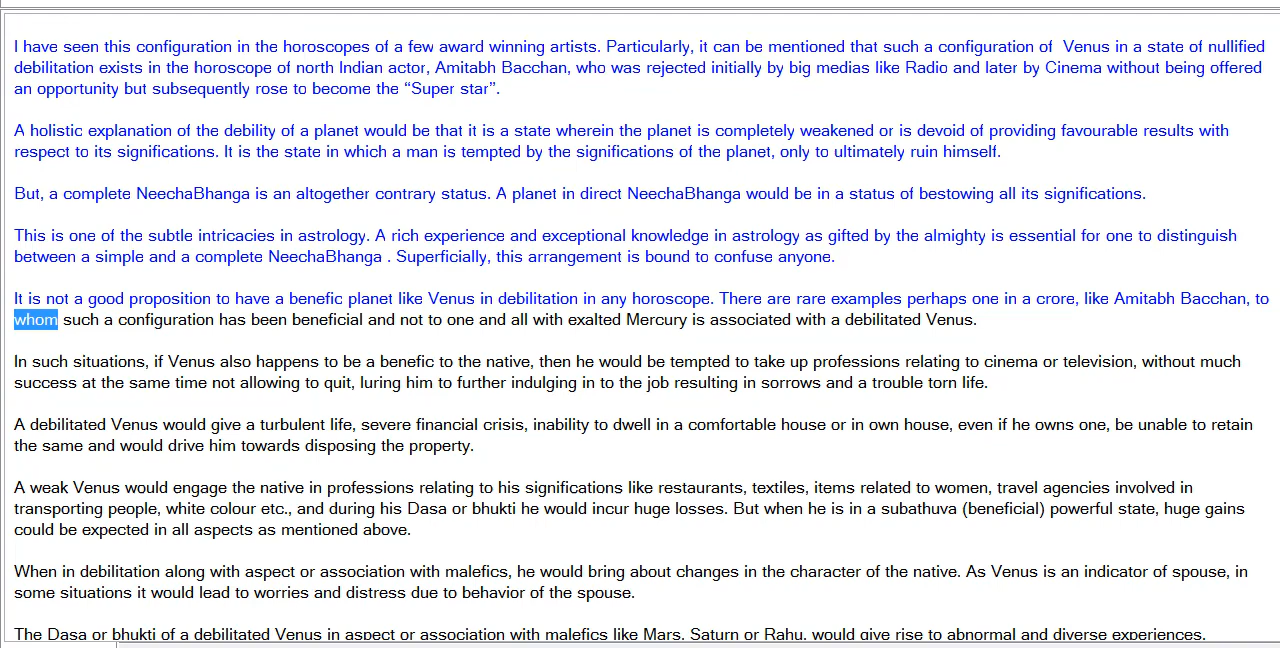 I have seen this configuration in the horoscopes of a few award winning artists. Particularly, it can be mentioned that such a configuration of  Venus in a state of nullified
debilitation exists in the horoscope of north Indian actor, Amitabh Bacchan, who was rejected initially by big medias like Radio and later by Cinema without being offered
an opportunity but subsequently rose to become the “Super star”.
A holistic explanation of the debility of a planet would be that it is a state wherein the planet is completely weakened or is devoid of providing favourable results with
respect to its significations. It is the state in which a man is tempted by the significations of the planet, only to ultimately ruin himself.
But, a complete NeechaBhanga is an altogether contrary status. A planet in direct NeechaBhanga would be in a status of bestowing all its significations.
This is one of the subtle intricacies in astrology. A rich experience and exceptional knowledge in astrology as gifted by the almighty is essential for one to distinguish
between a simple and a complete NeechaBhanga . Superficially, this arrangement is bound to confuse anyone.
It is not a good proposition to have a benefic planet like Venus in debilitation in any horoscope. There are rare examples perhaps one in a crore, like Amitabh Bacchan, to
whom such a configuration has been beneficial and not to one and all with exalted Mercury is associated with a debilitated Venus.
In such situations, if Venus also happens to be a benefic to the native, then he would be tempted to take up professions relating to cinema or television, without much
success at the same time not allowing to quit, luring him to further indulging in to the job resulting in sorrows and a trouble torn life.
A debilitated Venus would give a turbulent life, severe financial crisis, inability to dwell in a comfortable house or in own house, even if he owns one, be unable to retain
the same and would drive him towards disposing the property.
A weak Venus would engage the native in professions relating to his significations like restaurants, textiles, items related to women, travel agencies involved in
transporting people, white colour etc., and during his Dasa or bhukti he would incur huge losses. But when he is in a subathuva (beneficial) powerful state, huge gains
could be expected in all aspects as mentioned above.
When in debilitation along with aspect or association with malefics, he would bring about changes in the character of the native. As Venus is an indicator of spouse, in
some situations it would lead to worries and distress due to behavior of the spouse.
The Dasa or bhukti of a debilitated Venus in aspect or association with malefics like Mars, Saturn or Rahu, would give rise to abnormal and diverse experiences.